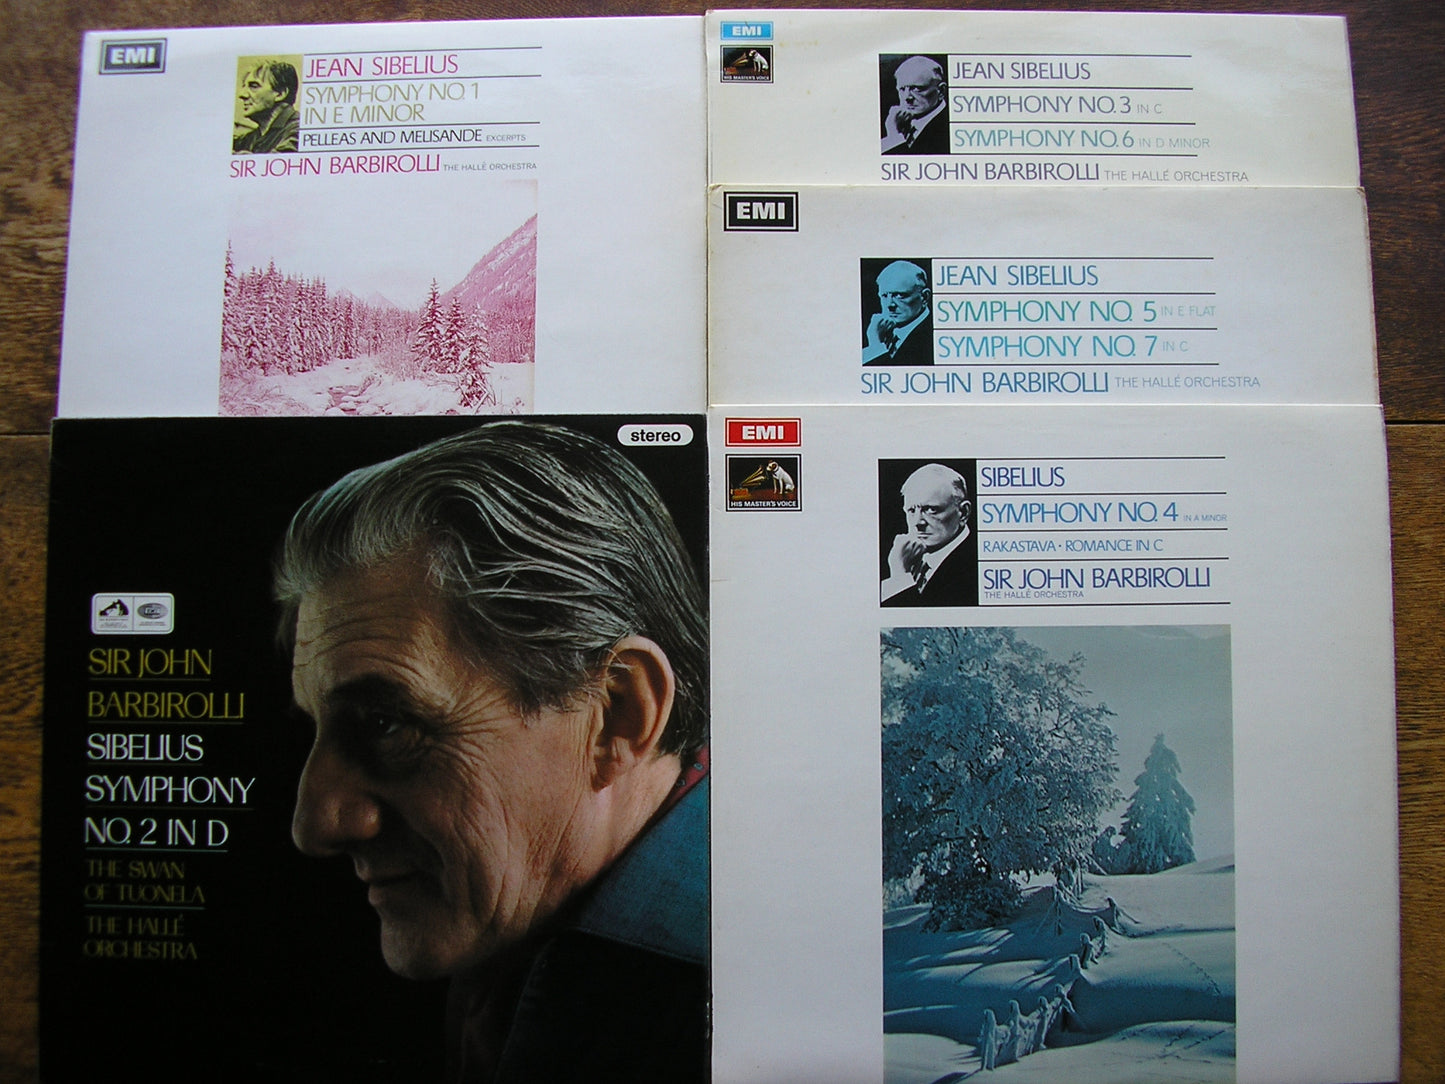 EMI
JEAN SIBELIUS
SYMPHONY NO. 1
IN E MINOR
PELLEAS AND MELISANDE EXCERPTS
SIR JOHN BARBIROLLI THE HALLÉ ORCHESTRA
EMI
HIS MASTER'S VOICE
JEAN SIBELIUS
SYMPHONY NO. 3 IN C
SYMPHONY NO. 6 IN D MINOR
SIR JOHN BARBIROLLI THE HALLÉ ORCHESTRA
EMI
JEAN SIBELIUS
SYMPHONY NO. 5 IN E FLAT
SYMPHONY NO. 7 IN C
SIR JOHN BARBIROLLI THE HALLÉ ORCHESTRA
stereo
SIR JOHN
BARBIROLLI
SIBELIUS
SYMPHONY
NO. 2 IN D
THE SWAN
OF TUONELA
THE HALLÉ
ORCHESTRA
EMI
HIS MASTER'S VOICE
SIBELIUS
SYMPHONY NO. 4 IN A MINOR
RAKASTAVA · ROMANCE IN C
SIR JOHN BARBIROLLI
THE HALLÉ ORCHESTRA